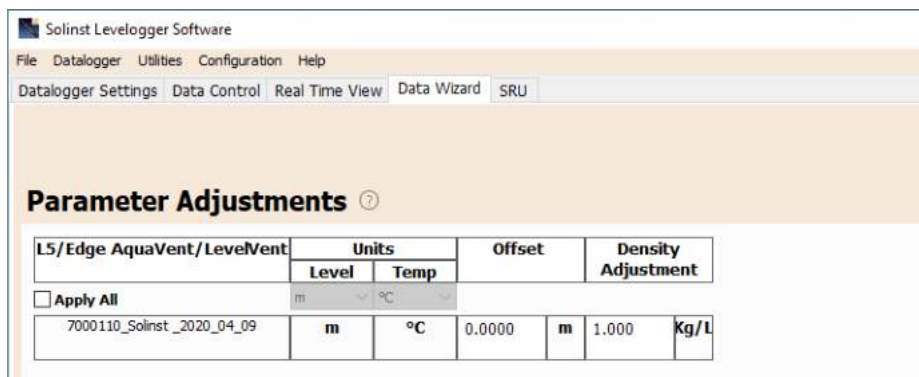 Solinst Levelogger Software
File Datalogger Utilities Configuration Help
Datalogger Settings Data Control Real Time View Data Wizard SRU
Parameter Adjustments ?
L5/Edge AquaVent/LevelVent Units Offset Density
Level Temp Adjustment
Apply All m °C
7000110_Solinst _2020_04_09 m °C 0.0000 m 1.000 Kg/L